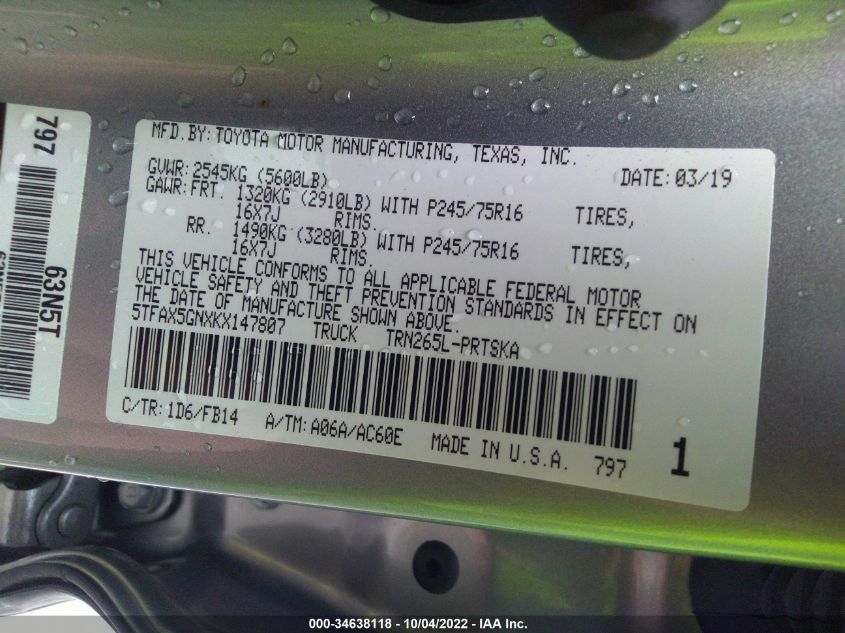 797
63N5T
MFD.BY:TOYOTA MOTOR MANUFACTURING, TEXAS, INC.
GVWR:2545KG (5600LB) DATE:03/19
GAWR:FRT. 1320KG (2910LB) WITH P245/75R16 TIRES,
16X7J RIMS.
RR. 1490KG (3280LB) WITH P245/75R16 TIRES,
16X7J RIMS.
THIS VEHICLE CONFORMS TO ALL APPLICABLE FEDERAL MOTOR
VEHICLE SAFETY AND THEFT PREVENTION STANDARDS IN EFFECT ON
THE DATE OF MANUFACTURE SHOWN ABOVE.
5TFAX5GNXKX147807 TRUCK TRN265L-PRTSKA
C/TR:1D6/FB14 A/TM:A06A/AC60E MADE IN U.S.A. 797 1
000-34638118 - 10/04/2022 - IAA Inc.